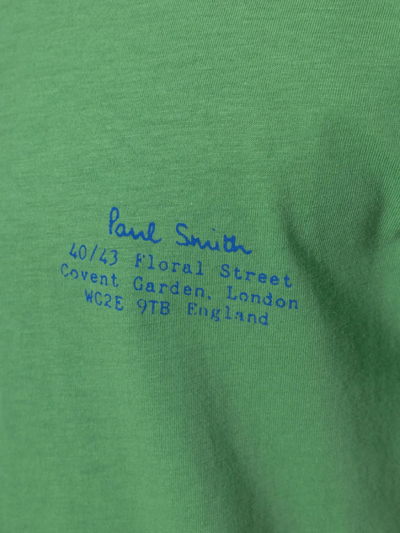 Paul Smith
40/43 Floral Street
Covent Garden, London
WC2E 9TB England